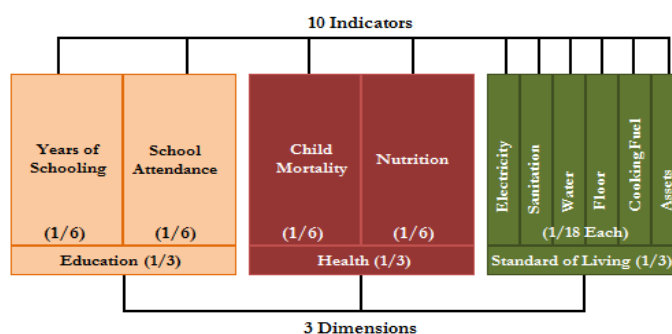 10 Indicators
Years of
Schooling
(1/6)
School
Attendance
(1/6)
Education (1/3)
Child
Mortality
(1/6)
Nutrition
(1/6)
Health (1/3)
Electricity
Sanitation
Water
Floor
Cooking Fuel
Assets
(1/18 Each)
Standard of Living (1/3)
3 Dimensions